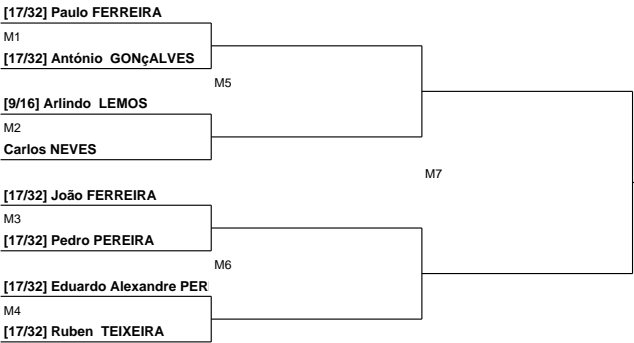 [17/32] Paulo FERREIRA
M1
[17/32] António GONçALVES
M5
[9/16] Arlindo LEMOS
M2
Carlos NEVES
M7
[17/32] João FERREIRA
M3
[17/32] Pedro PEREIRA
M6
[17/32] Eduardo Alexandre PER
M4
[17/32] Ruben TEIXEIRA